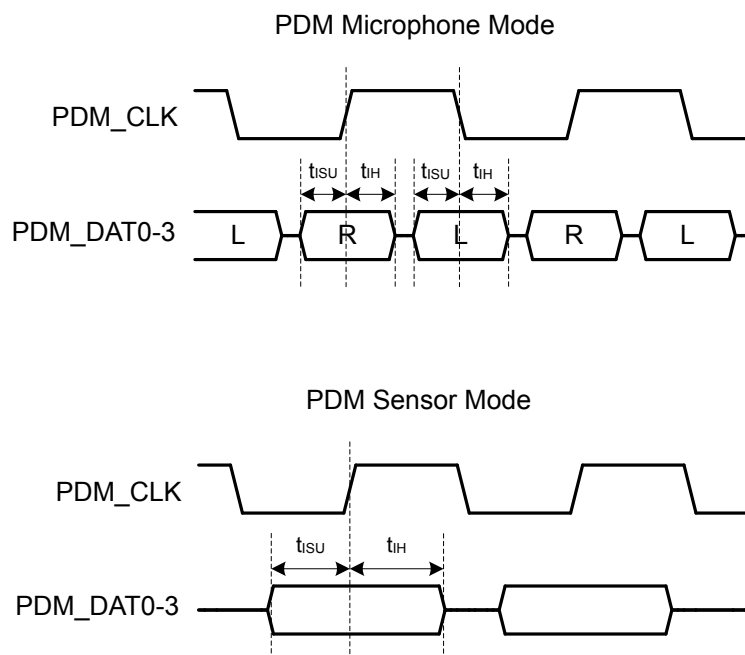 PDM Microphone Mode
PDM_CLK
tISU tIH tISU tIH
PDM_DAT0-3 L R L R L
PDM Sensor Mode
PDM_CLK
tISU tIH
PDM_DAT0-3